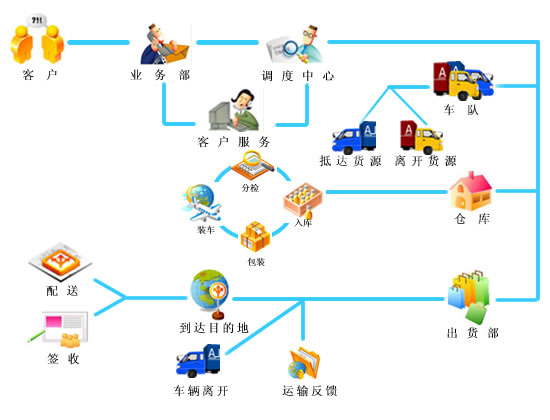 ?!!
客户
业务部
调度中心
车队
客户服务
抵达货源
离开货源
分检
装车
入库
仓库
包装
配送
到达目的地
出货部
签收
车辆离开
运输反馈